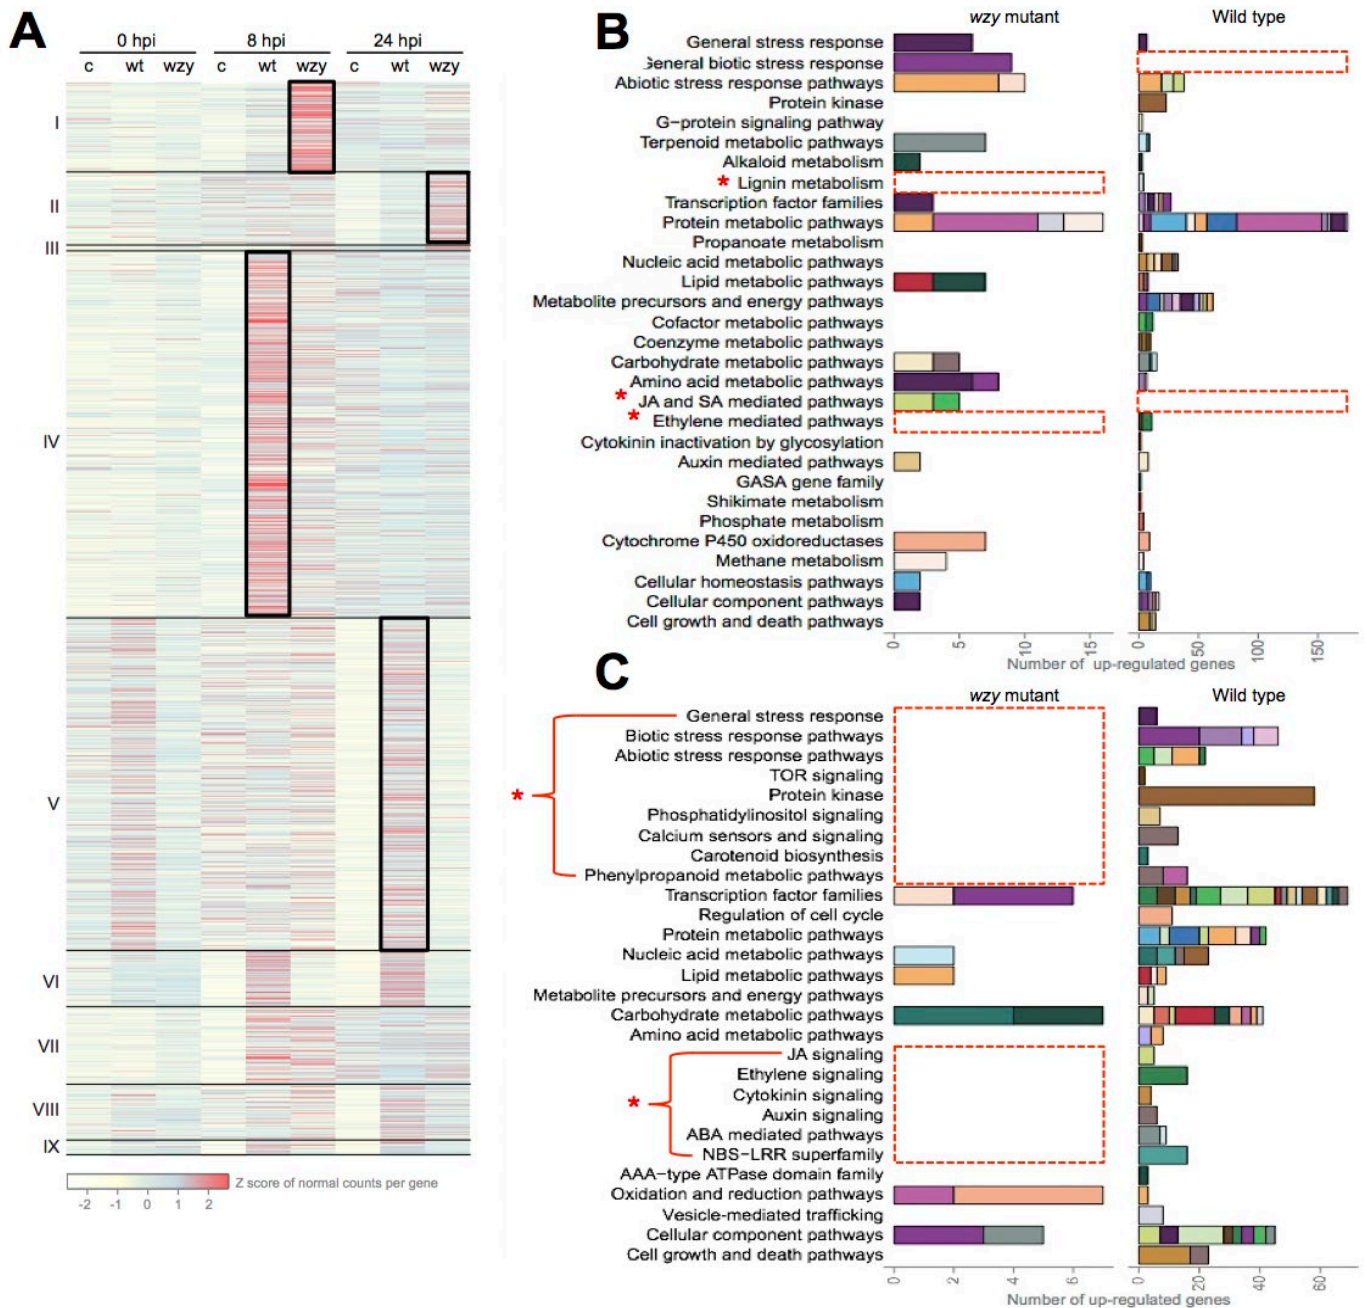 A
0 hpi 8 hpi 24 hpi
c wt wzy c wt wzy c wt wzy
I
II
III
IV
V
VI
VII
VIII
IX
-2 -1 0 1 2
Z score of normal counts per gene
B
wzy mutant Wild type
General stress response
General biotic stress response
Abiotic stress response pathways
Protein kinase
G-protein signaling pathway
Terpenoid metabolic pathways
Alkaloid metabolism
* Lignin metabolism
Transcription factor families
Protein metabolic pathways
Propanoate metabolism
Nucleic acid metabolic pathways
Lipid metabolic pathways
Metabolite precursors and energy pathways
Cofactor metabolic pathways
Coenzyme metabolic pathways
Carbohydrate metabolic pathways
Amino acid metabolic pathways
* JA and SA mediated pathways
* Ethylene mediated pathways
Cytokinin inactivation by glycosylation
Auxin mediated pathways
GASA gene family
Shikimate metabolism
Phosphate metabolism
Cytochrome P450 oxidoreductases
Methane metabolism
Cellular homeostasis pathways
Cellular component pathways
Cell growth and death pathways
0 5 10 15 0 50 100 150
Number of up-regulated genes
C
wzy mutant Wild type
General stress response
Biotic stress response pathways
Abiotic stress response pathways
TOR signaling
* Protein kinase
Phosphatidylinositol signaling
Calcium sensors and signaling
Carotenoid biosynthesis
Phenylpropanoid metabolic pathways
Transcription factor families
Regulation of cell cycle
Protein metabolic pathways
Nucleic acid metabolic pathways
Lipid metabolic pathways
Metabolite precursors and energy pathways
Carbohydrate metabolic pathways
Amino acid metabolic pathways
JA signaling
Ethylene signaling
* Cytokinin signaling
Auxin signaling
ABA mediated pathways
NBS-LRR superfamily
AAA-type ATPase domain family
Oxidation and reduction pathways
Vesicle-mediated trafficking
Cellular component pathways
Cell growth and death pathways
0 2 4 6 0 20 40 60
Number of up-regulated genes